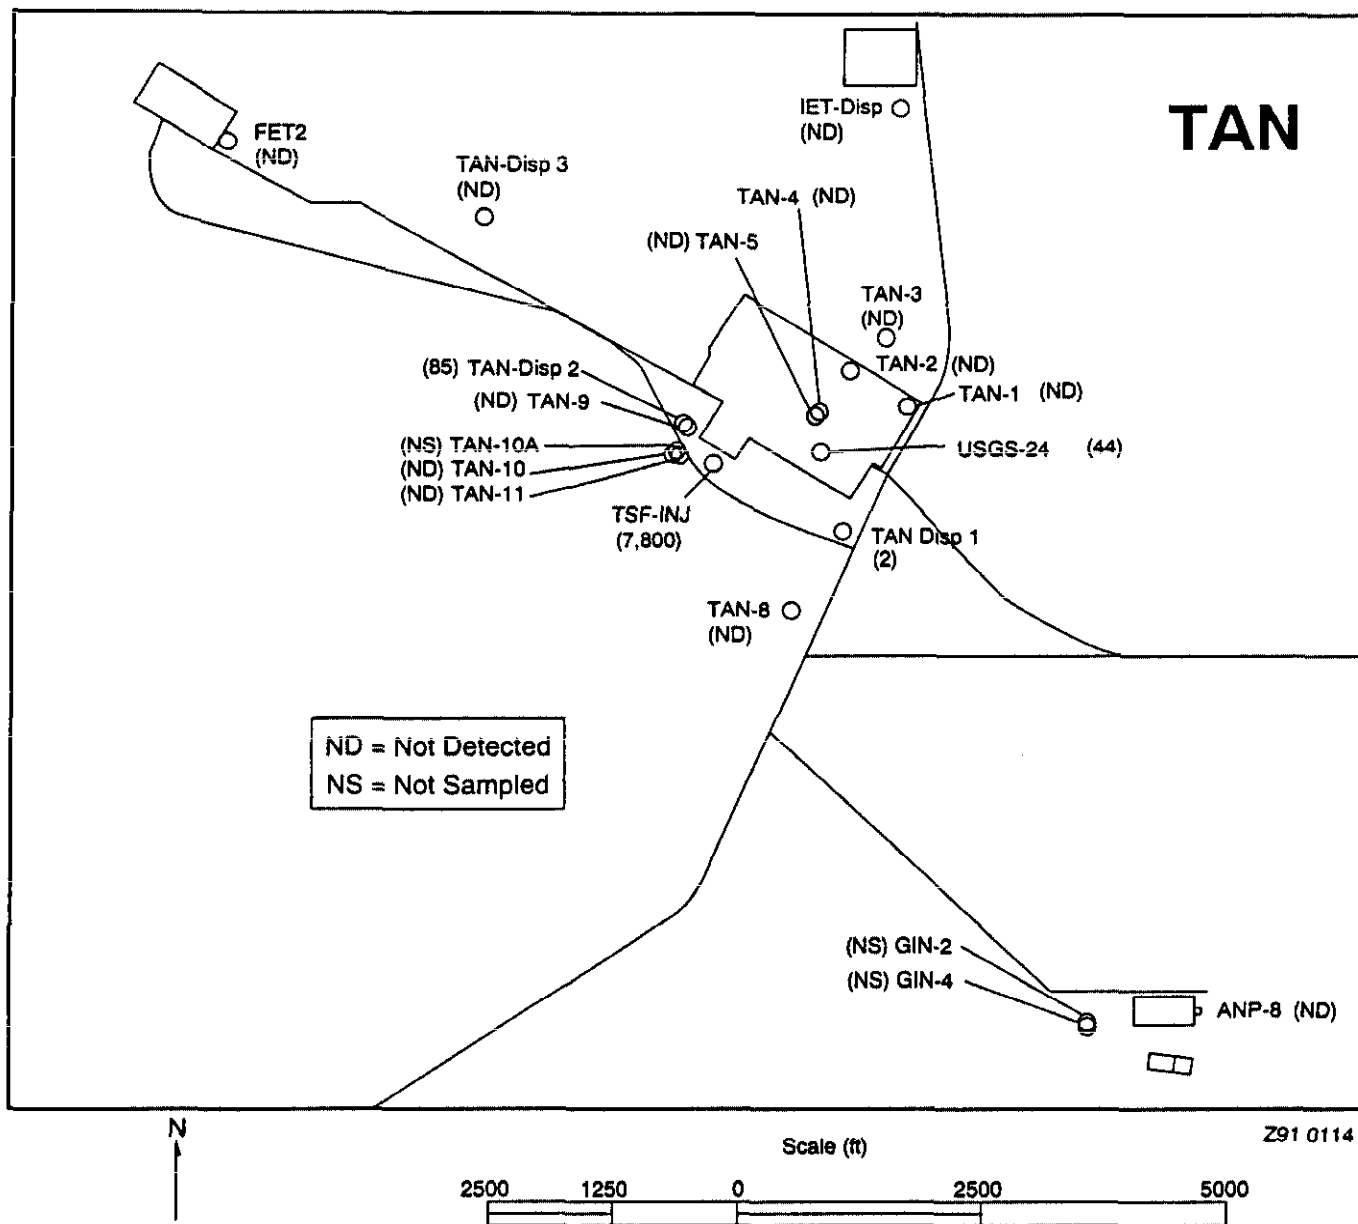 TAN
IET-Disp
(ND)
FET2
(ND)
TAN-Disp 3
(ND)
TAN-4 (ND)
(ND) TAN-5
TAN-3
(ND)
(85) TAN-Disp 2
TAN-2 (ND)
(ND) TAN-9
TAN-1 (ND)
(NS) TAN-10A
USGS-24 (44)
(ND) TAN-10
(ND) TAN-11
TSF-INJ
(7,800)
TAN Disp 1
(2)
TAN-8
(ND)
ND = Not Detected
NS = Not Sampled
(NS) GIN-2
(NS) GIN-4
ANP-8 (ND)
N
Scale (ft)
Z91 0114
2500 1250 0 2500 5000